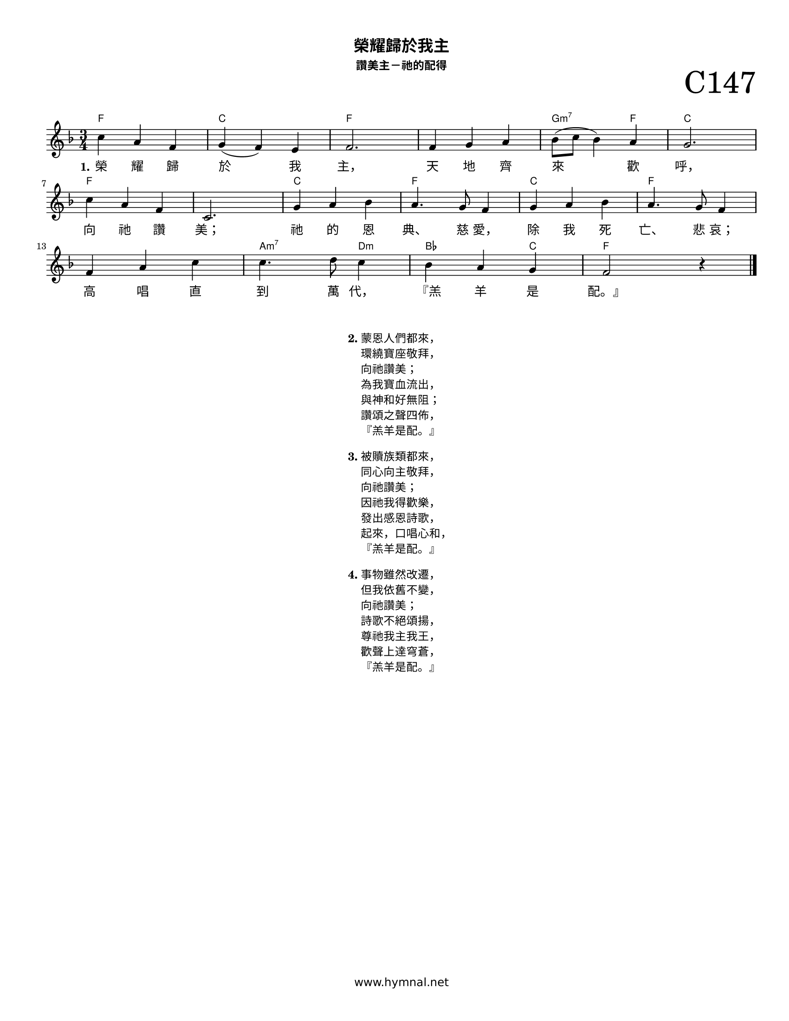 榮耀歸於我主
讚美主－祂的配得
C147
F C F Gm7 F C
3 4
1. 榮 耀 歸 於 我 主， 天 地 齊 來 歡 呼，
7 F C F C F
向 祂 讚 美； 祂 的 恩 典、 慈 愛， 除 我 死 亡、 悲 哀；
13 Am7 Dm B♭ C F
高 唱 直 到 萬 代， 『羔 羊 是 配。』
2. 蒙恩人們都來，
環繞寶座敬拜，
向祂讚美；
為我寶血流出，
與神和好無阻；
讚頌之聲四佈，
『羔羊是配。』
3. 被贖族類都來，
同心向主敬拜，
向祂讚美；
因祂我得歡樂，
發出感恩詩歌，
起來，口唱心和，
『羔羊是配。』
4. 事物雖然改遷，
但我依舊不變，
向祂讚美；
詩歌不絕頌揚，
尊祂我主我王，
歡聲上達穹蒼，
『羔羊是配。』
www.hymnal.net